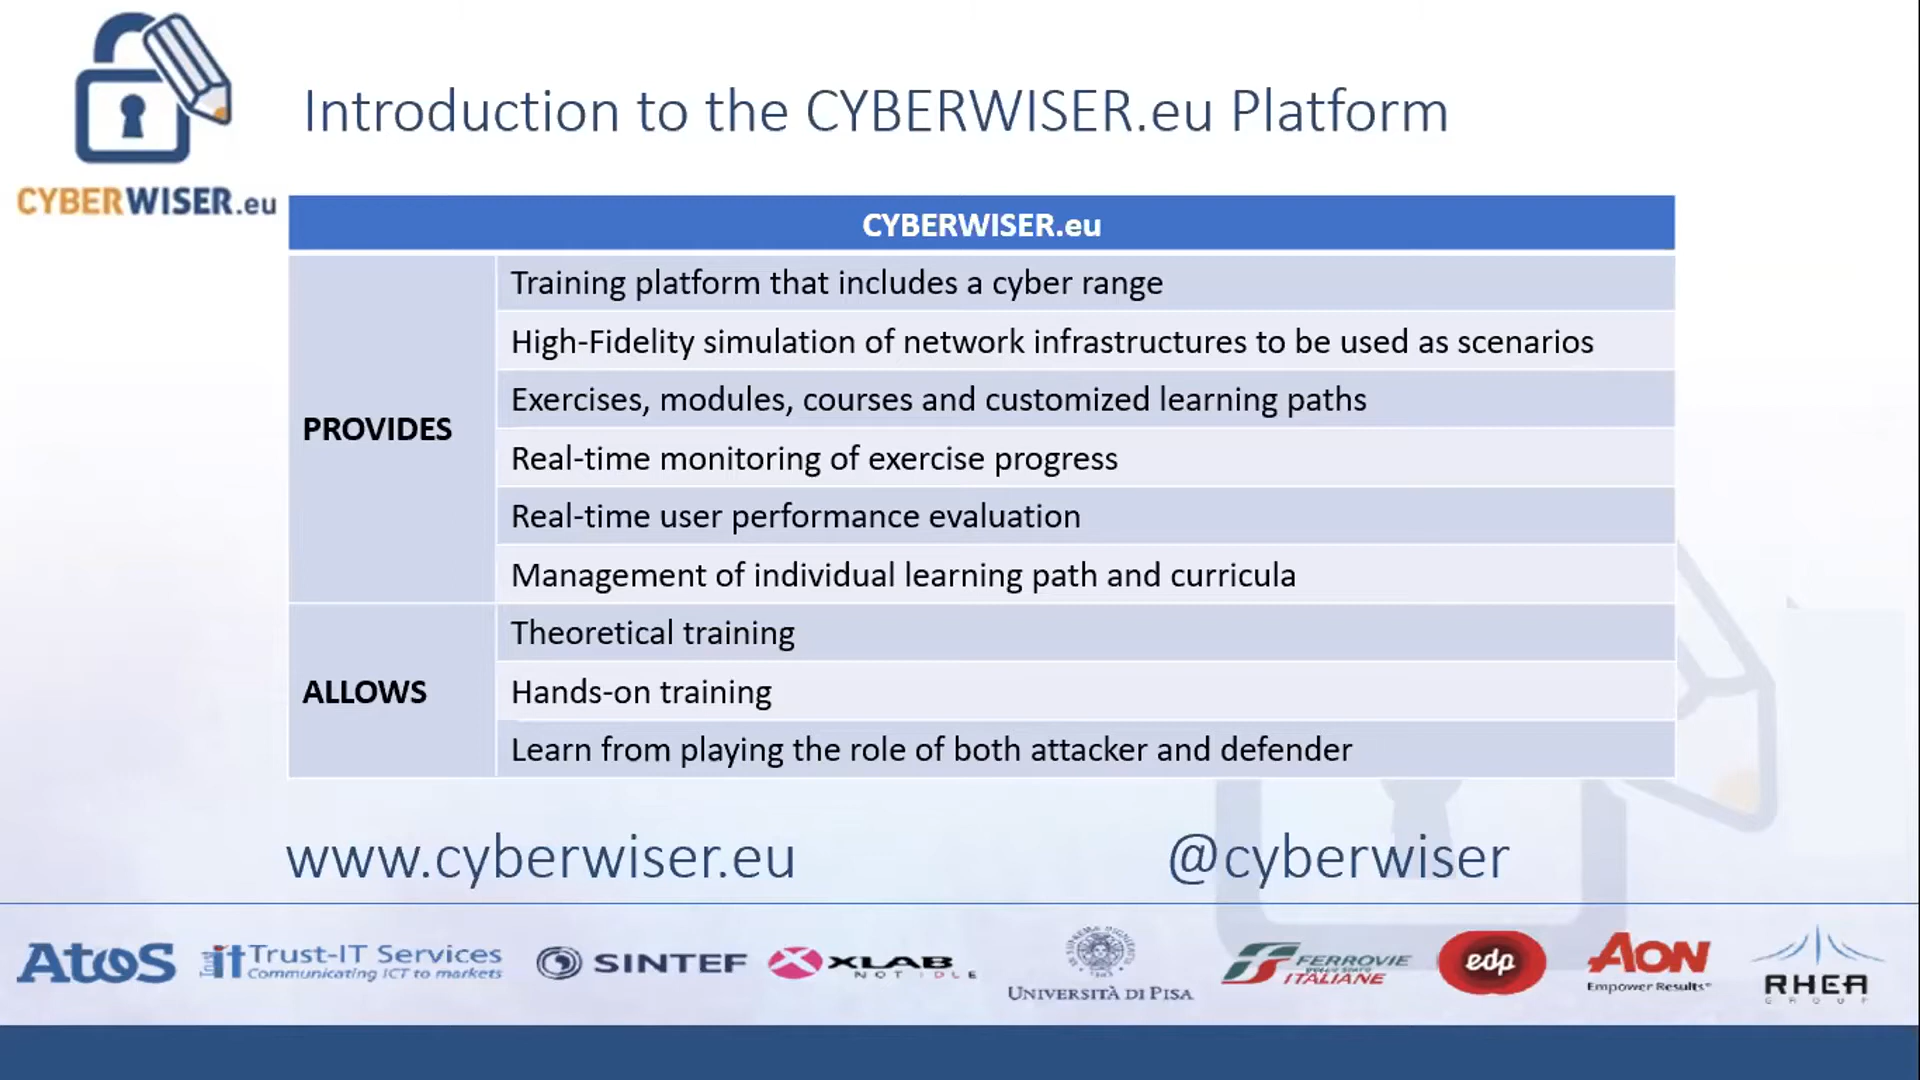 Introduction to the CYBERWISER.eu Platform
CYBERWISER.eu
CYBERWISER.eu
PROVIDES
Training platform that includes a cyber range
High-Fidelity simulation of network infrastructures to be used as scenarios
Exercises, modules, courses and customized learning paths
Real-time monitoring of exercise progress
Real-time user performance evaluation
Management of individual learning path and curricula
ALLOWS
Theoretical training
Hands-on training
Learn from playing the role of both attacker and defender
www.cyberwiser.eu
@cyberwiser
Atos
Trust-IT Services
Communicating ICT to markets
SINTEF
XLAB
NOT IDLE
UNIVERSITÀ DI PISA
FERROVIE
ITALIANE
edp
AON
Empower Results®
RHEA
GROUP